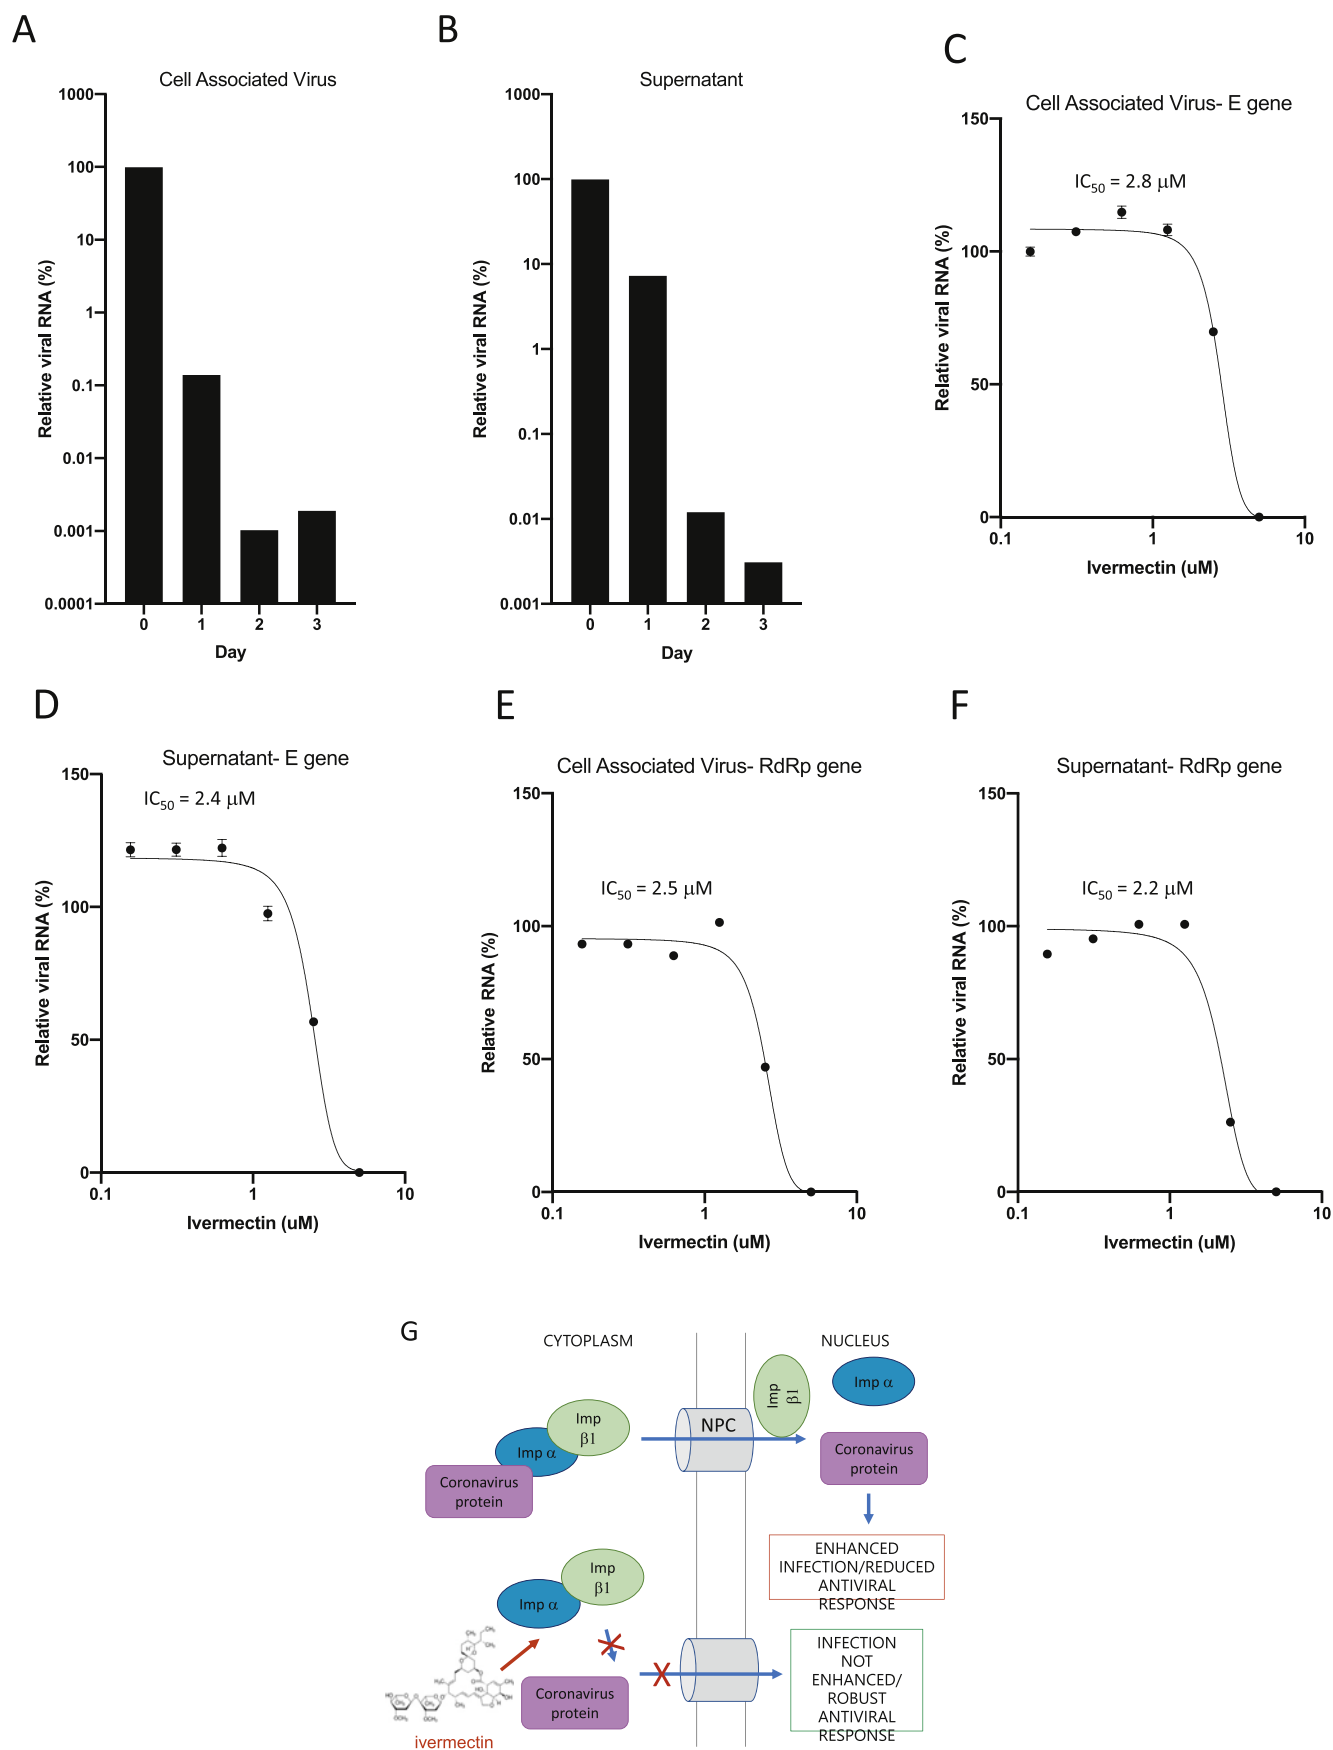 A
Cell Associated Virus
1000
100
10
1
0.1
0.01
0.001
0.0001
Relative viral RNA (%)
0 1 2 3
Day
B
Supernatant
1000
100
10
1
0.1
0.01
0.001
Relative viral RNA (%)
0 1 2 3
Day
C
Cell Associated Virus- E gene
IC50 = 2.8 μM
150
100
50
0
Relative viral RNA (%)
0.1 1 10
Ivermectin (uM)
D
Supernatant- E gene
IC50 = 2.4 μM
150
100
50
0
Relative viral RNA (%)
0.1 1 10
Ivermectin (uM)
E
Cell Associated Virus- RdRp gene
IC50 = 2.5 μM
150
100
50
0
Relative RNA (%)
0.1 1 10
Ivermectin (uM)
F
Supernatant- RdRp gene
IC50 = 2.2 μM
150
100
50
0
Relative viral RNA (%)
0.1 1 10
Ivermectin (uM)
G
CYTOPLASM
NUCLEUS
Imp
β1
Imp α
Coronavirus
protein
NPC
Imp
β1
Imp α
Coronavirus
protein
ENHANCED
INFECTION/REDUCED
ANTIVIRAL
RESPONSE
Imp
β1
Imp α
Coronavirus
protein
X
X
ivermectin
INFECTION
NOT
ENHANCED/
ROBUST
ANTIVIRAL
RESPONSE